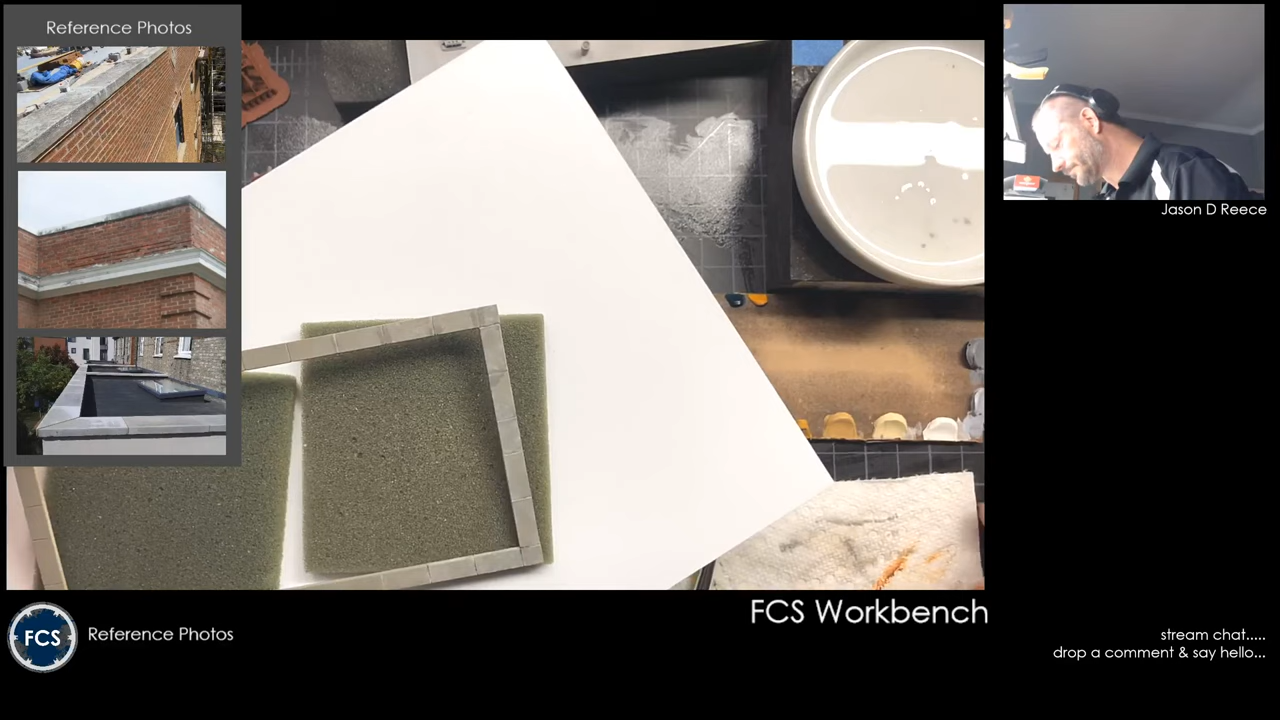 Reference Photos
Jason D Reece
FCS Workbench
FCS
Reference Photos
stream chat.....
drop a comment & say hello...